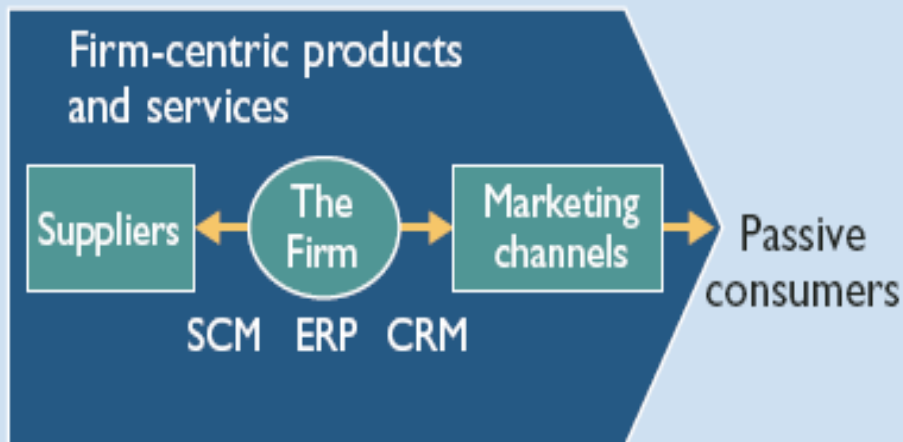 Firm-centric products
and services
Suppliers
The
Firm
Marketing
channels
Passive
consumers
SCM ERP CRM